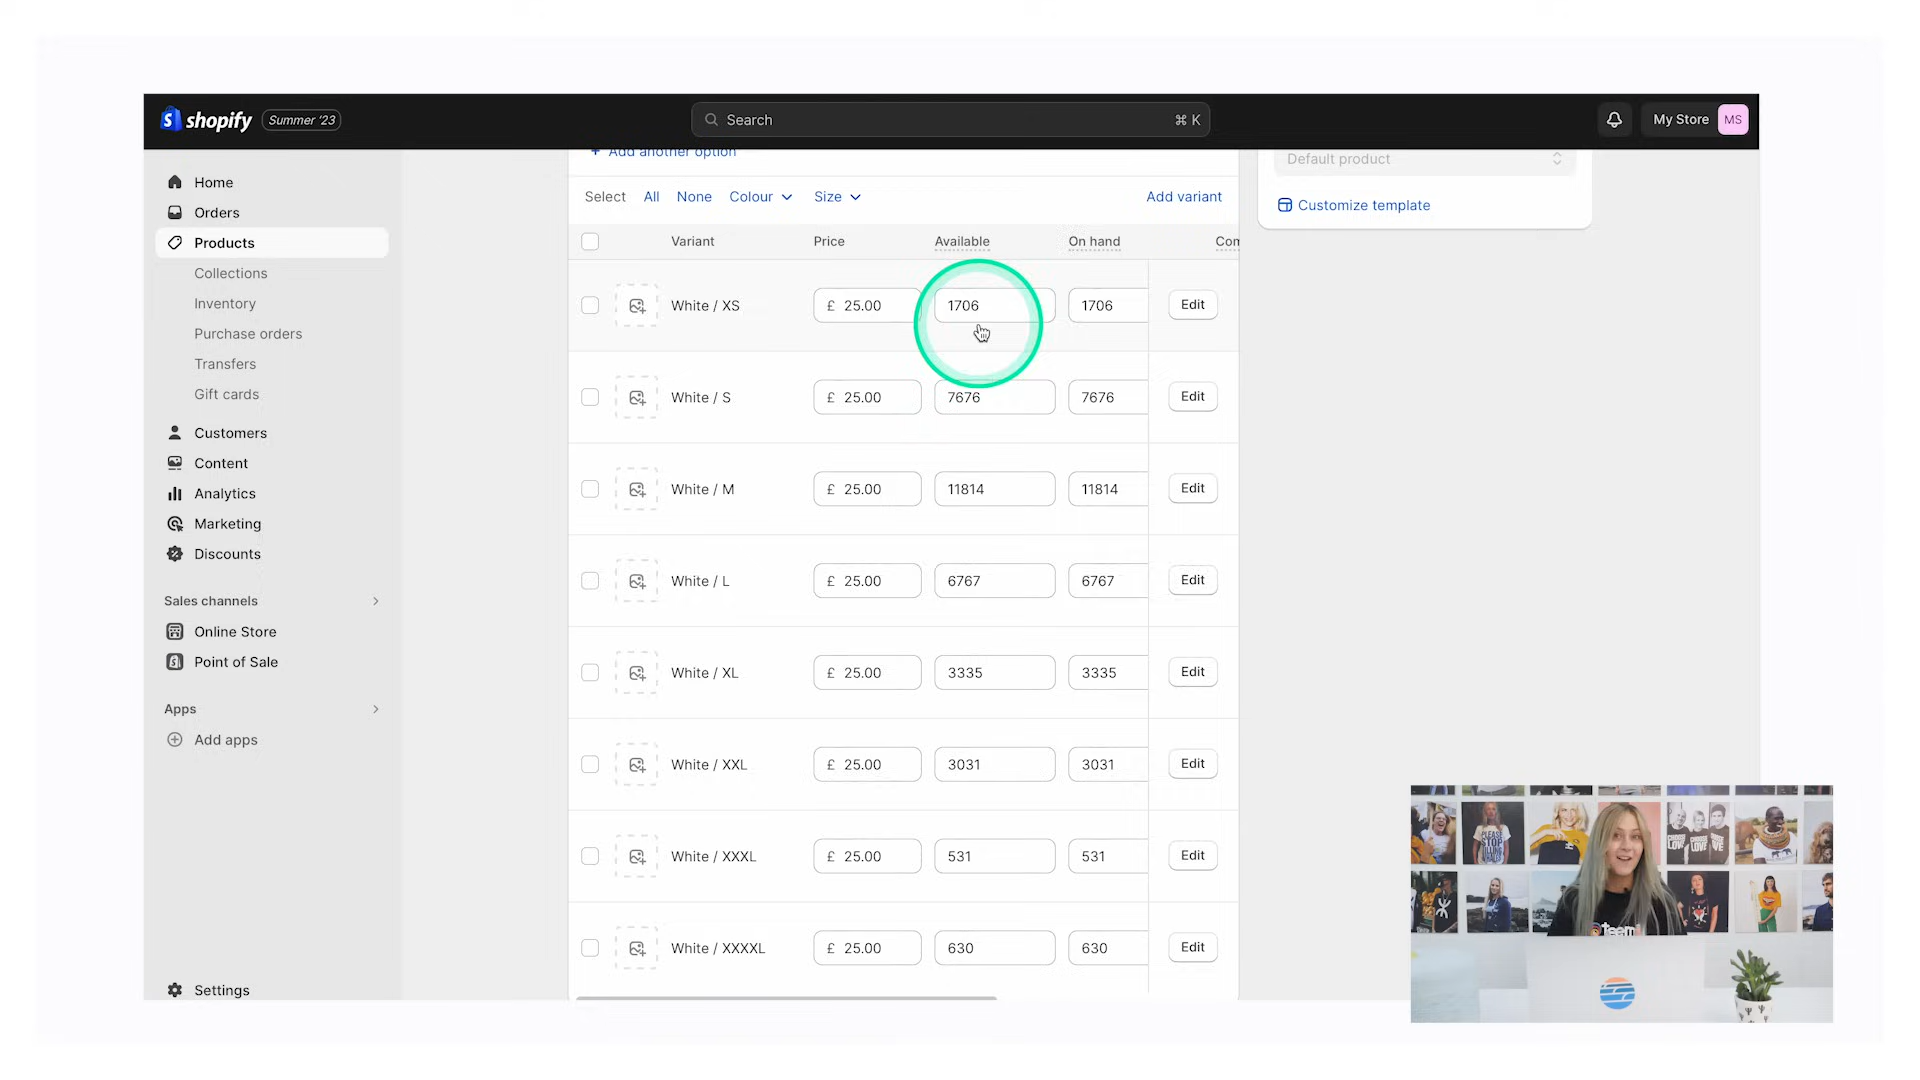 shopify Summer '23
Search ⌘ K
My Store MS
Home
Orders
Products
Collections
Inventory
Purchase orders
Transfers
Gift cards
Customers
Content
Analytics
Marketing
Discounts
Sales channels
Online Store
Point of Sale
Apps
Add apps
Settings
+ Add another option
Select All None Colour Size Add variant
Variant Price Available On hand Com
White / XS £ 25.00 1706 1706 Edit
White / S £ 25.00 7676 7676 Edit
White / M £ 25.00 11814 11814 Edit
White / L £ 25.00 6767 6767 Edit
White / XL £ 25.00 3335 3335 Edit
White / XXL £ 25.00 3031 3031 Edit
White / XXXL £ 25.00 531 531 Edit
White / XXXXL £ 25.00 630 630 Edit
Default product
Customize template
PLEASE
STOP
teemi